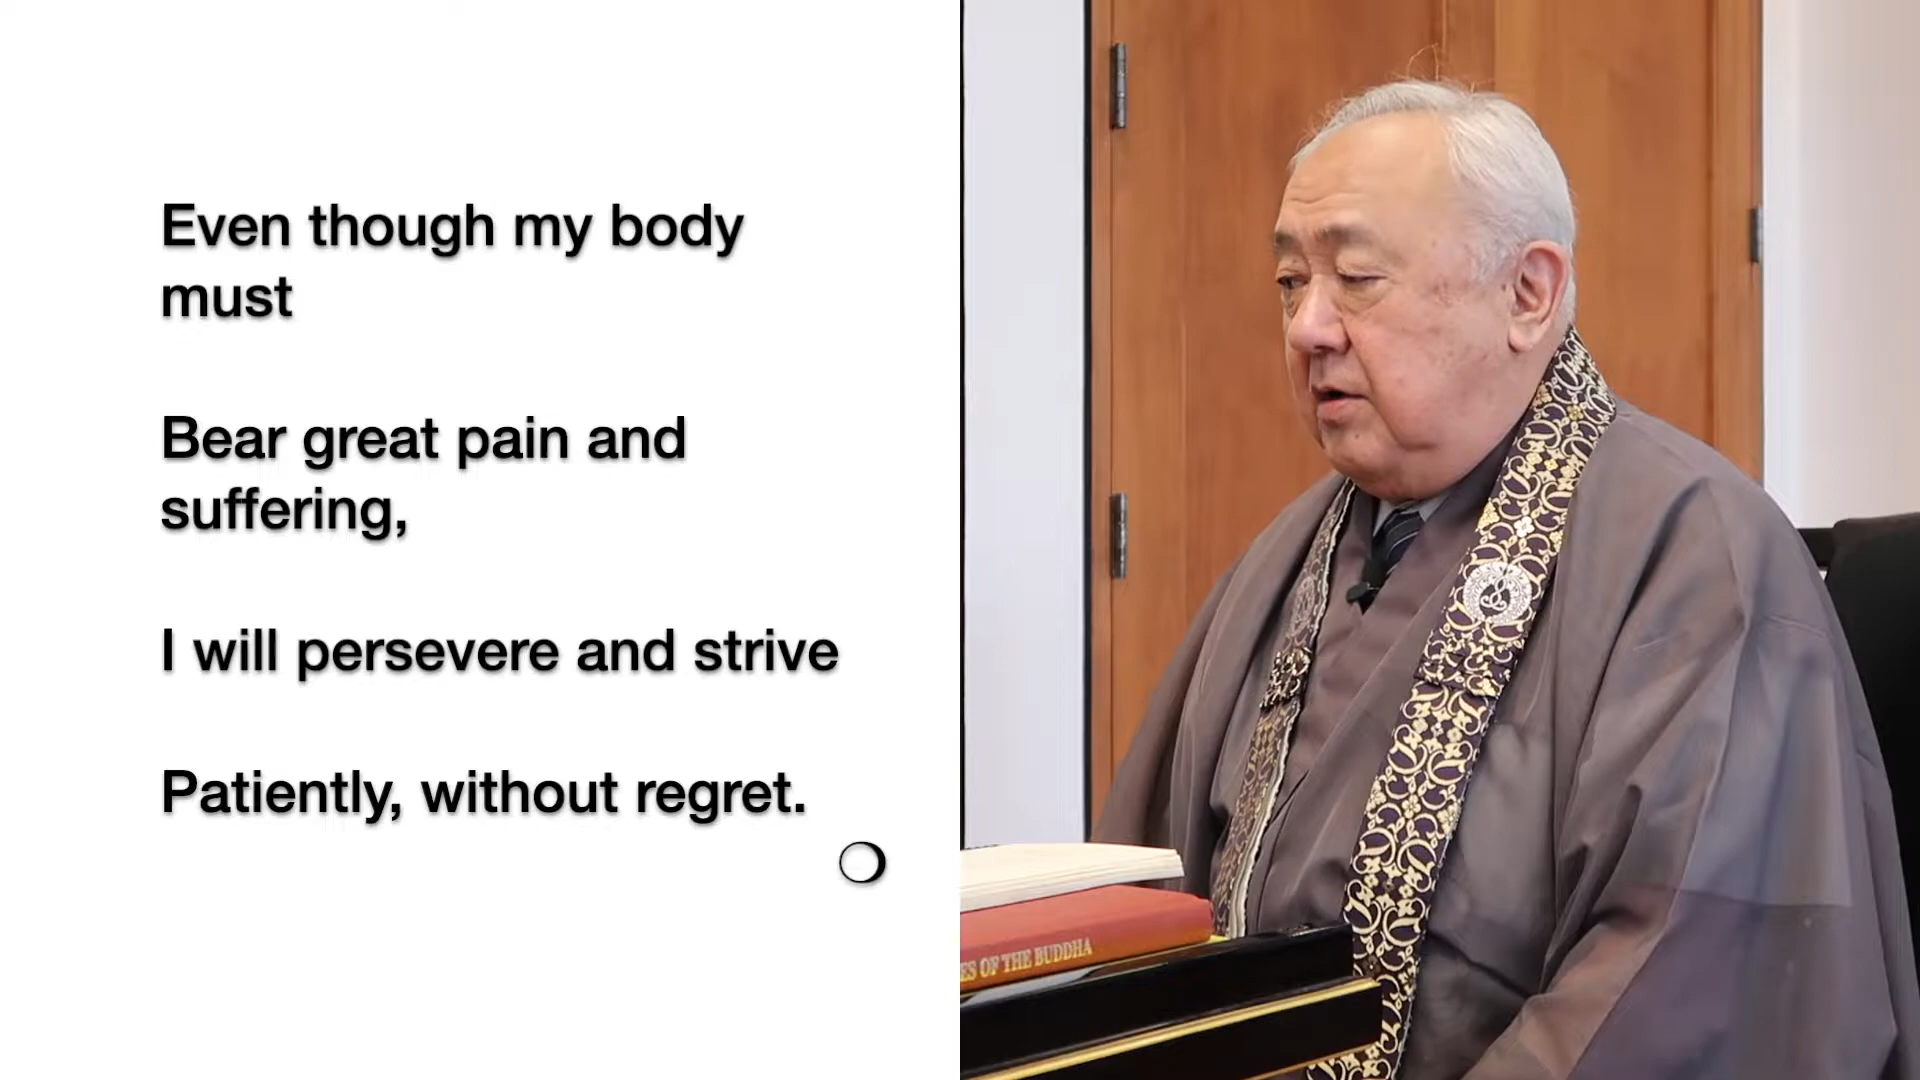 Even though my body
must
Bear great pain and
suffering,
I will persevere and strive
Patiently, without regret.
OF THE BUDDHA